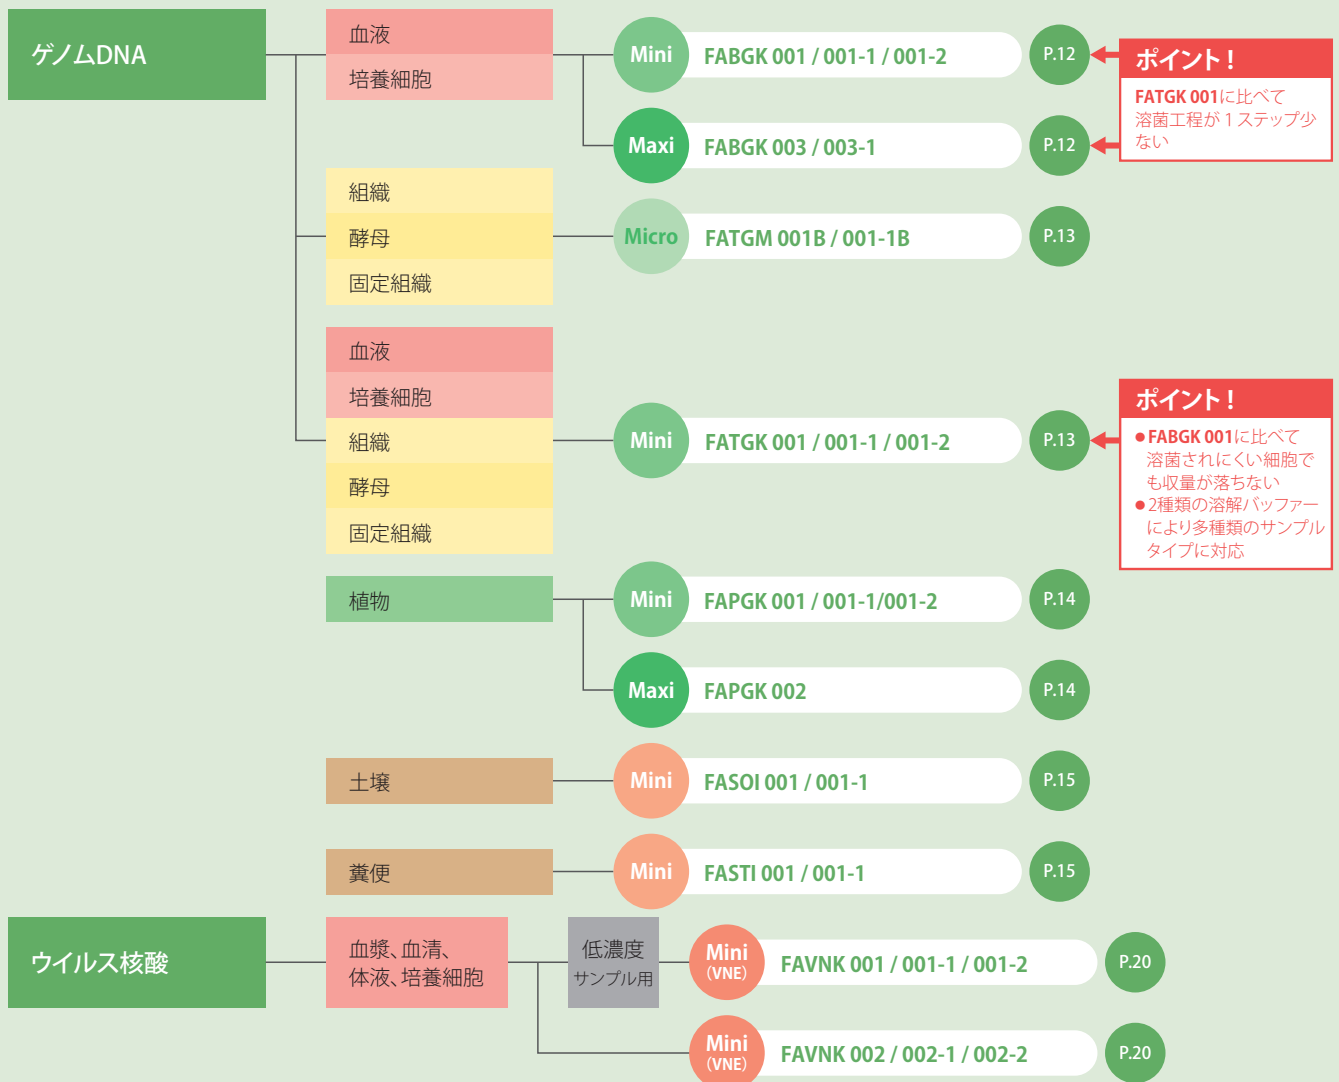 ゲノムDNA
血液
培養細胞
Mini
FABGK 001 / 001-1 / 001-2
P.12
Maxi
FABGK 003 / 003-1
P.12
ポイント！
FATGK 001に比べて
溶菌工程が1ステップ少
ない
組織
酵母
固定組織
Micro
FATGM 001B / 001-1B
P.13
血液
培養細胞
組織
酵母
固定組織
Mini
FATGK 001 / 001-1 / 001-2
P.13
ポイント！
●FABGK 001に比べて
溶菌されにくい細胞で
も収量が落ちない
●2種類の溶解バッファー
により多種類のサンプル
タイプに対応
植物
Mini
FAPGK 001 / 001-1/001-2
P.14
Maxi
FAPGK 002
P.14
土壌
Mini
FASOI 001 / 001-1
P.15
糞便
Mini
FASTI 001 / 001-1
P.15
ウイルス核酸
血漿、血清、
体液、培養細胞
低濃度
サンプル用
Mini
(VNE)
FAVNK 001 / 001-1 / 001-2
P.20
Mini
(VNE)
FAVNK 002 / 002-1 / 002-2
P.20